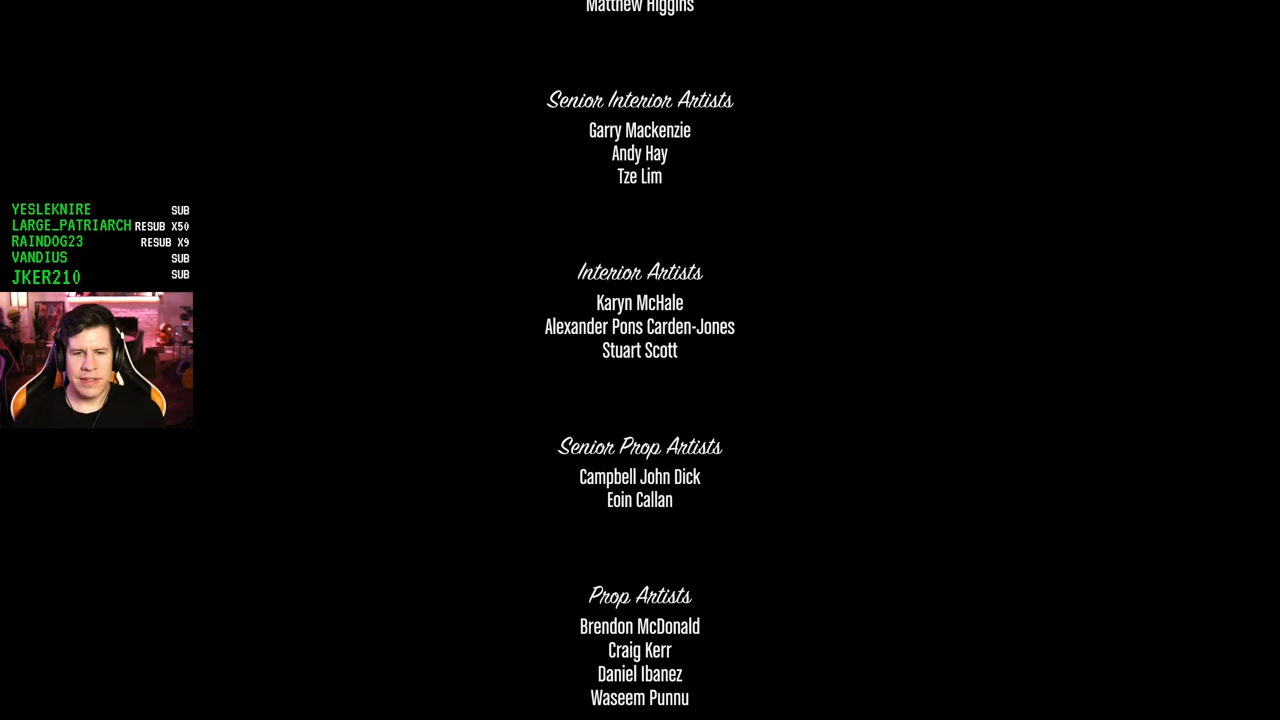 Matthew Higgins
Senior Interior Artists
Garry Mackenzie
Andy Hay
Tze Lim
YESLEKNIRE SUB
LARGE_PATRIARCH RESUB X50
RAINDOG23 RESUB X9
VANDIUS SUB
JKER210 SUB
Interior Artists
Karyn McHale
Alexander Pons Carden-Jones
Stuart Scott
Senior Prop Artists
Campbell John Dick
Eoin Callan
Prop Artists
Brendon McDonald
Craig Kerr
Daniel Ibanez
Waseem Punnu